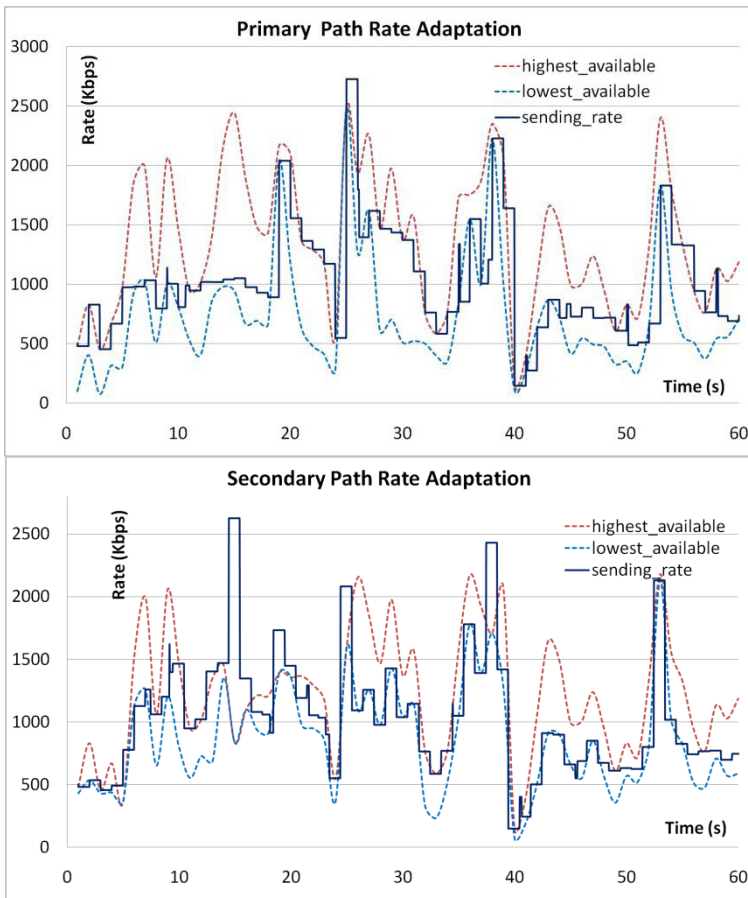 Primary Path Rate Adaptation
3000
2500
2000
1500
1000
500
0
Rate (Kbps)
highest_available
lowest_available
sending_rate
Time (s)
0 10 20 30 40 50 60
Secondary Path Rate Adaptation
2500
2000
1500
1000
500
0
Rate (Kbps)
highest_available
lowest_available
sending_rate
Time (s)
0 10 20 30 40 50 60